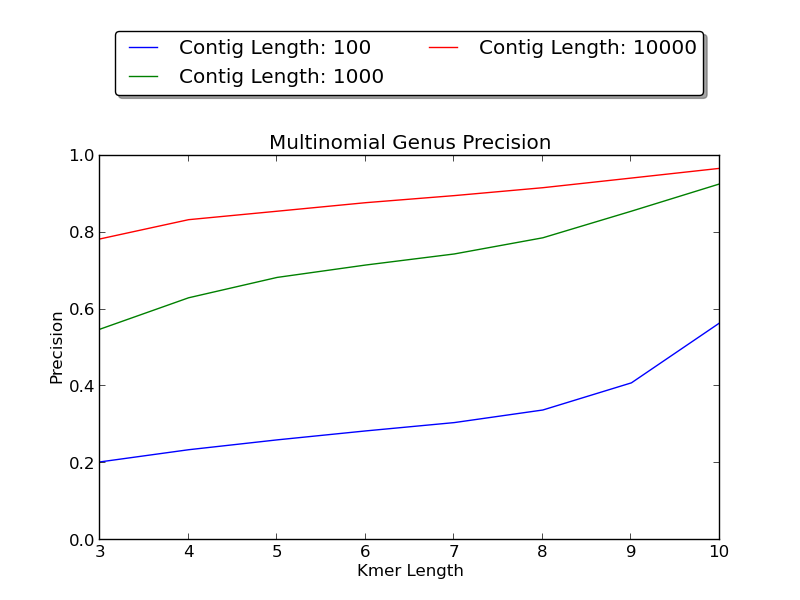 Contig Length: 100
Contig Length: 10000
Contig Length: 1000
Multinomial Genus Precision
1.0
0.8
0.6
0.4
0.2
0.0
Precision
3 4 5 6 7 8 9 10
Kmer Length